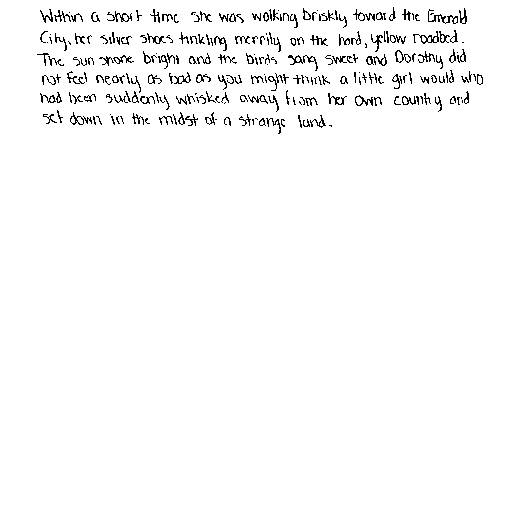 Within a short time she was walking briskly toward the Emerald
City, her silver shoes tinkling merrily on the hard, yellow roadbed.
The sun shone bright and the birds sang sweet and Dorothy did
not feel nearly as bad as you might think a little girl would who
had been suddenly whisked away from her own country and
set down in the midst of a strange land.